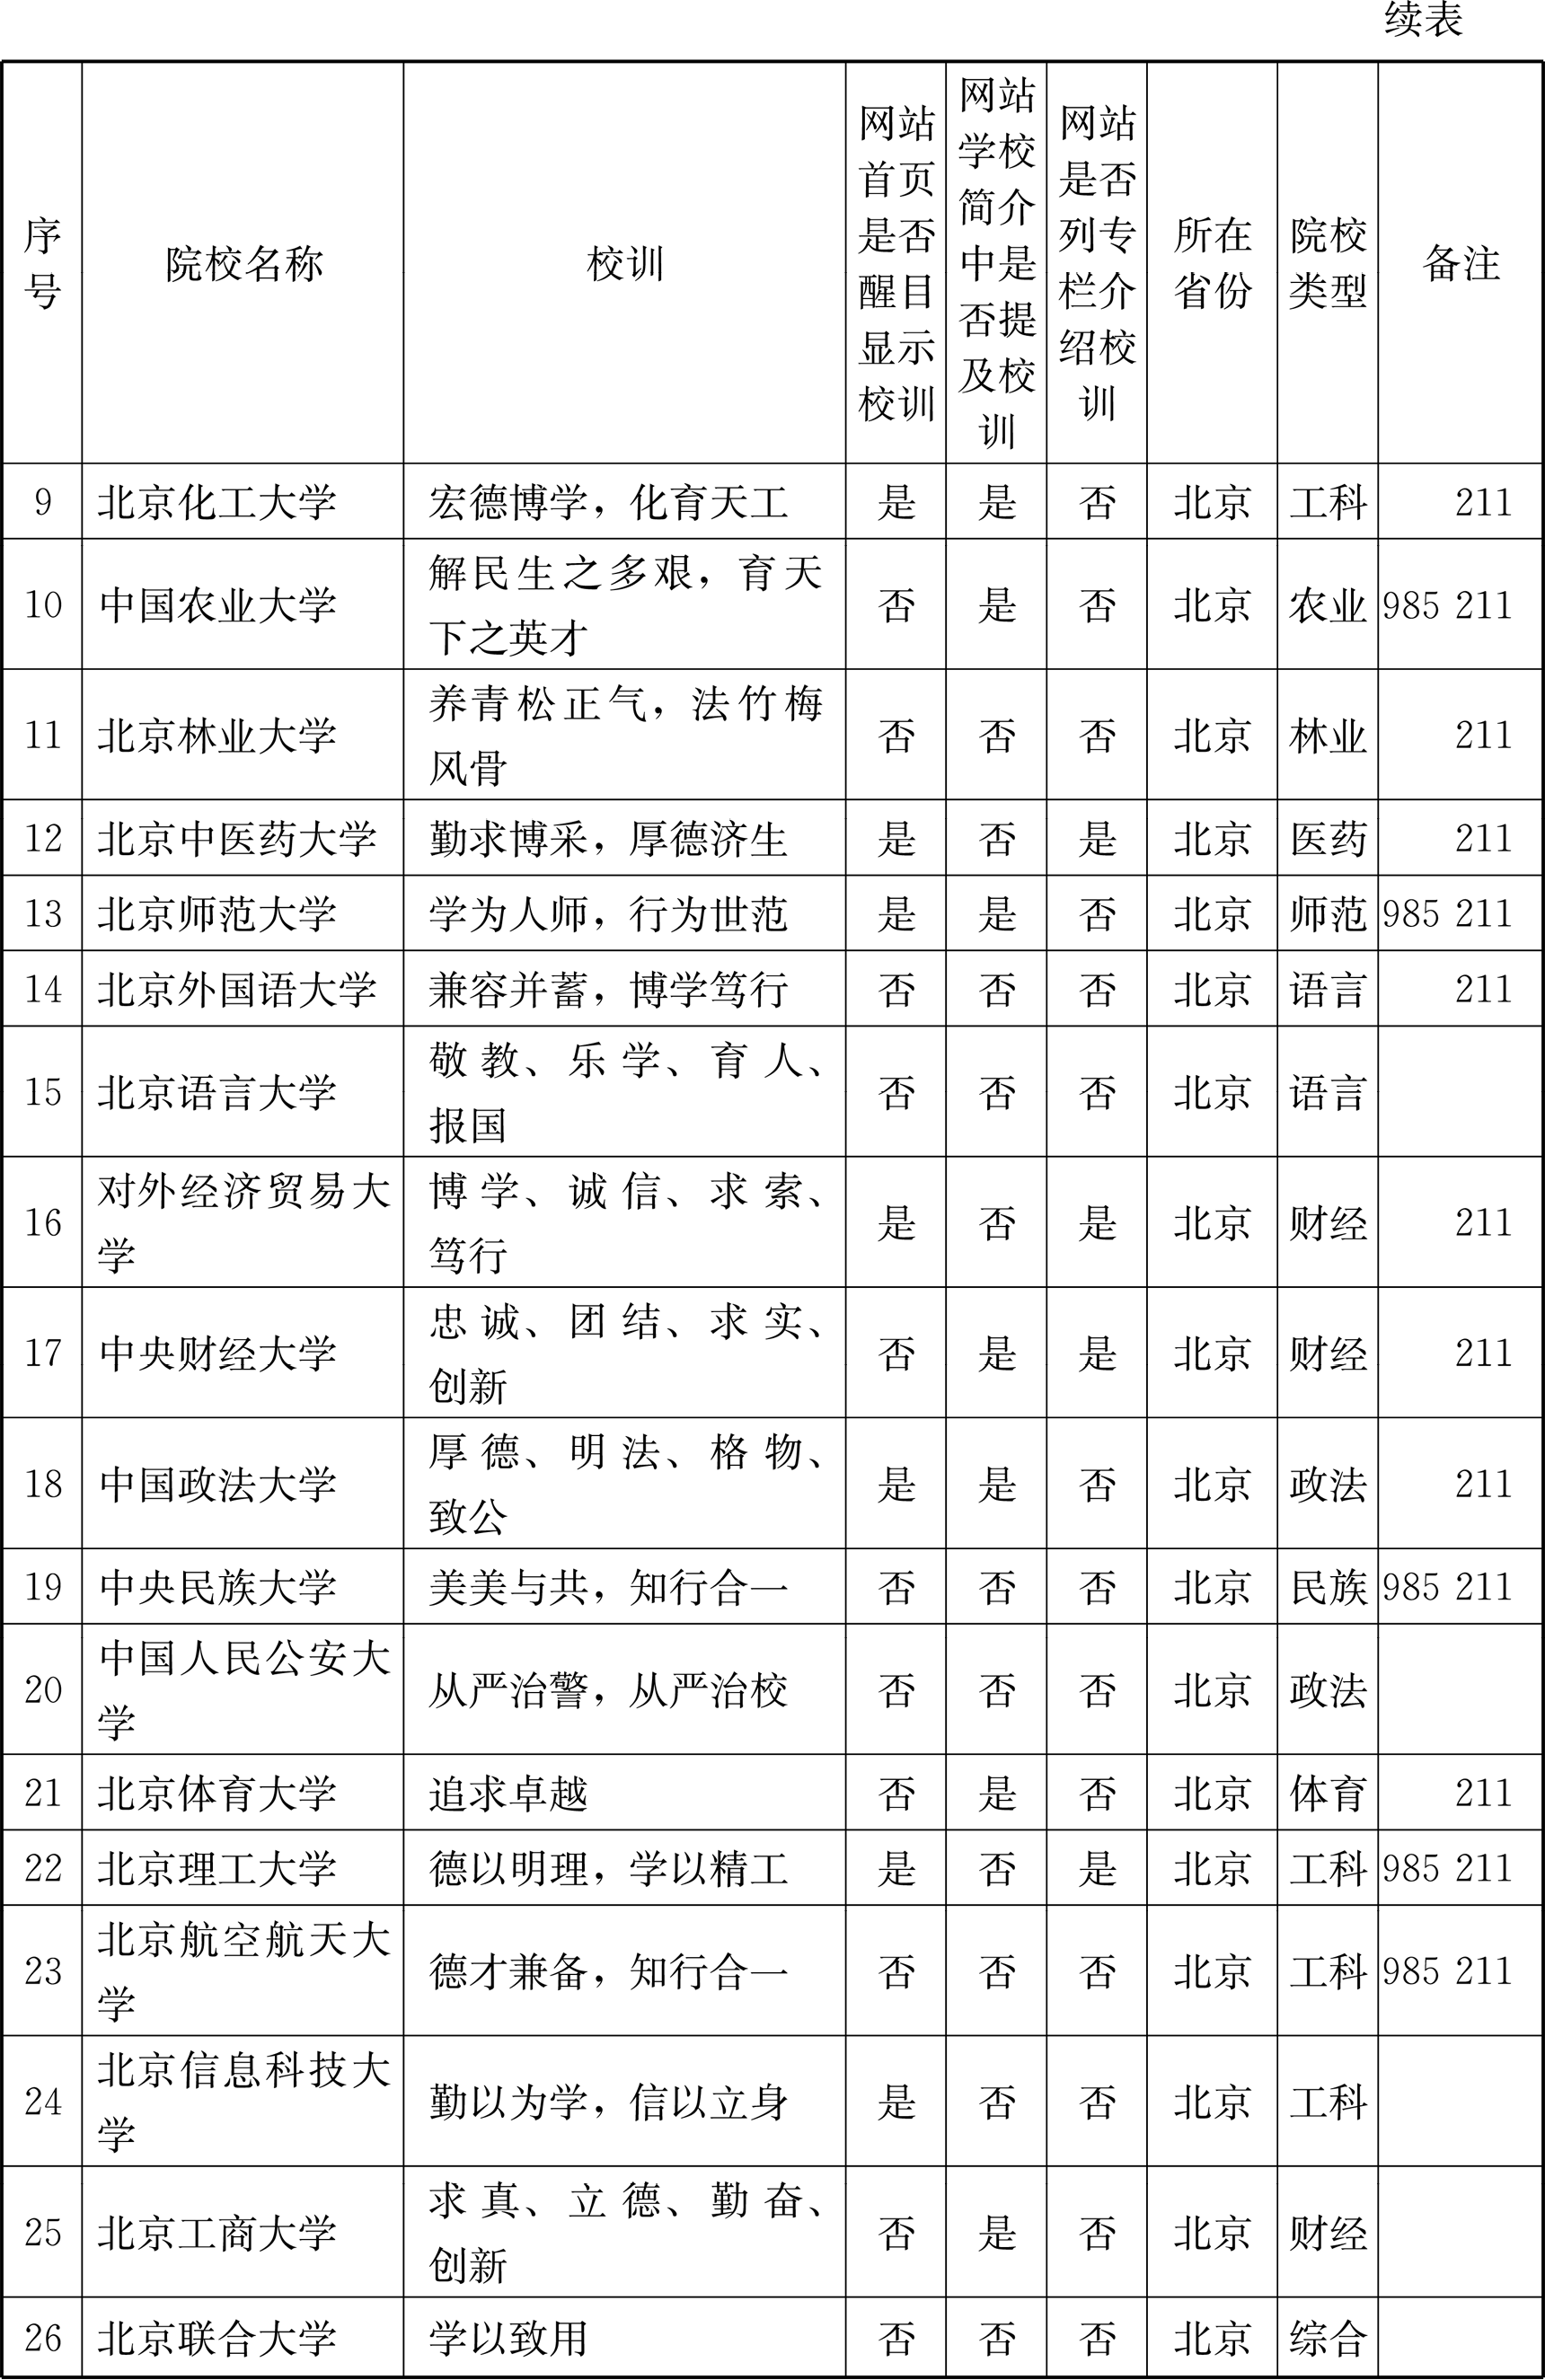 续表
序号 院校名称 校训 网站首页是否醒目显示校训 网站学校简介中是否提及校训 网站是否列专栏介绍校训 所在省份 院校类型 备注
9 北京化工大学 宏德博学，化育天工 是 是 否 北京 工科 211
10 中国农业大学 解民生之多艰，育天下之英才 否 是 否 北京 农业 985 211
11 北京林业大学 养青松正气，法竹梅风骨 否 否 否 北京 林业 211
12 北京中医药大学 勤求博采，厚德济生 是 否 是 北京 医药 211
13 北京师范大学 学为人师，行为世范 是 是 否 北京 师范 985 211
14 北京外国语大学 兼容并蓄，博学笃行 否 否 否 北京 语言 211
15 北京语言大学 敬教、乐学、育人、报国 否 否 否 北京 语言
16 对外经济贸易大学 博学、诚信、求索、笃行 是 否 是 北京 财经 211
17 中央财经大学 忠诚、团结、求实、创新 否 是 是 北京 财经 211
18 中国政法大学 厚德、明法、格物、致公 是 是 否 北京 政法 211
19 中央民族大学 美美与共，知行合一 否 否 否 北京 民族 985 211
20 中国人民公安大学 从严治警，从严治校 否 否 否 北京 政法
21 北京体育大学 追求卓越 否 是 否 北京 体育 211
22 北京理工大学 德以明理，学以精工 是 否 是 北京 工科 985 211
23 北京航空航天大学 德才兼备，知行合一 否 否 否 北京 工科 985 211
24 北京信息科技大学 勤以为学，信以立身 是 否 否 北京 工科
25 北京工商大学 求真、立德、勤奋、创新 否 是 否 北京 财经
26 北京联合大学 学以致用 否 否 否 北京 综合